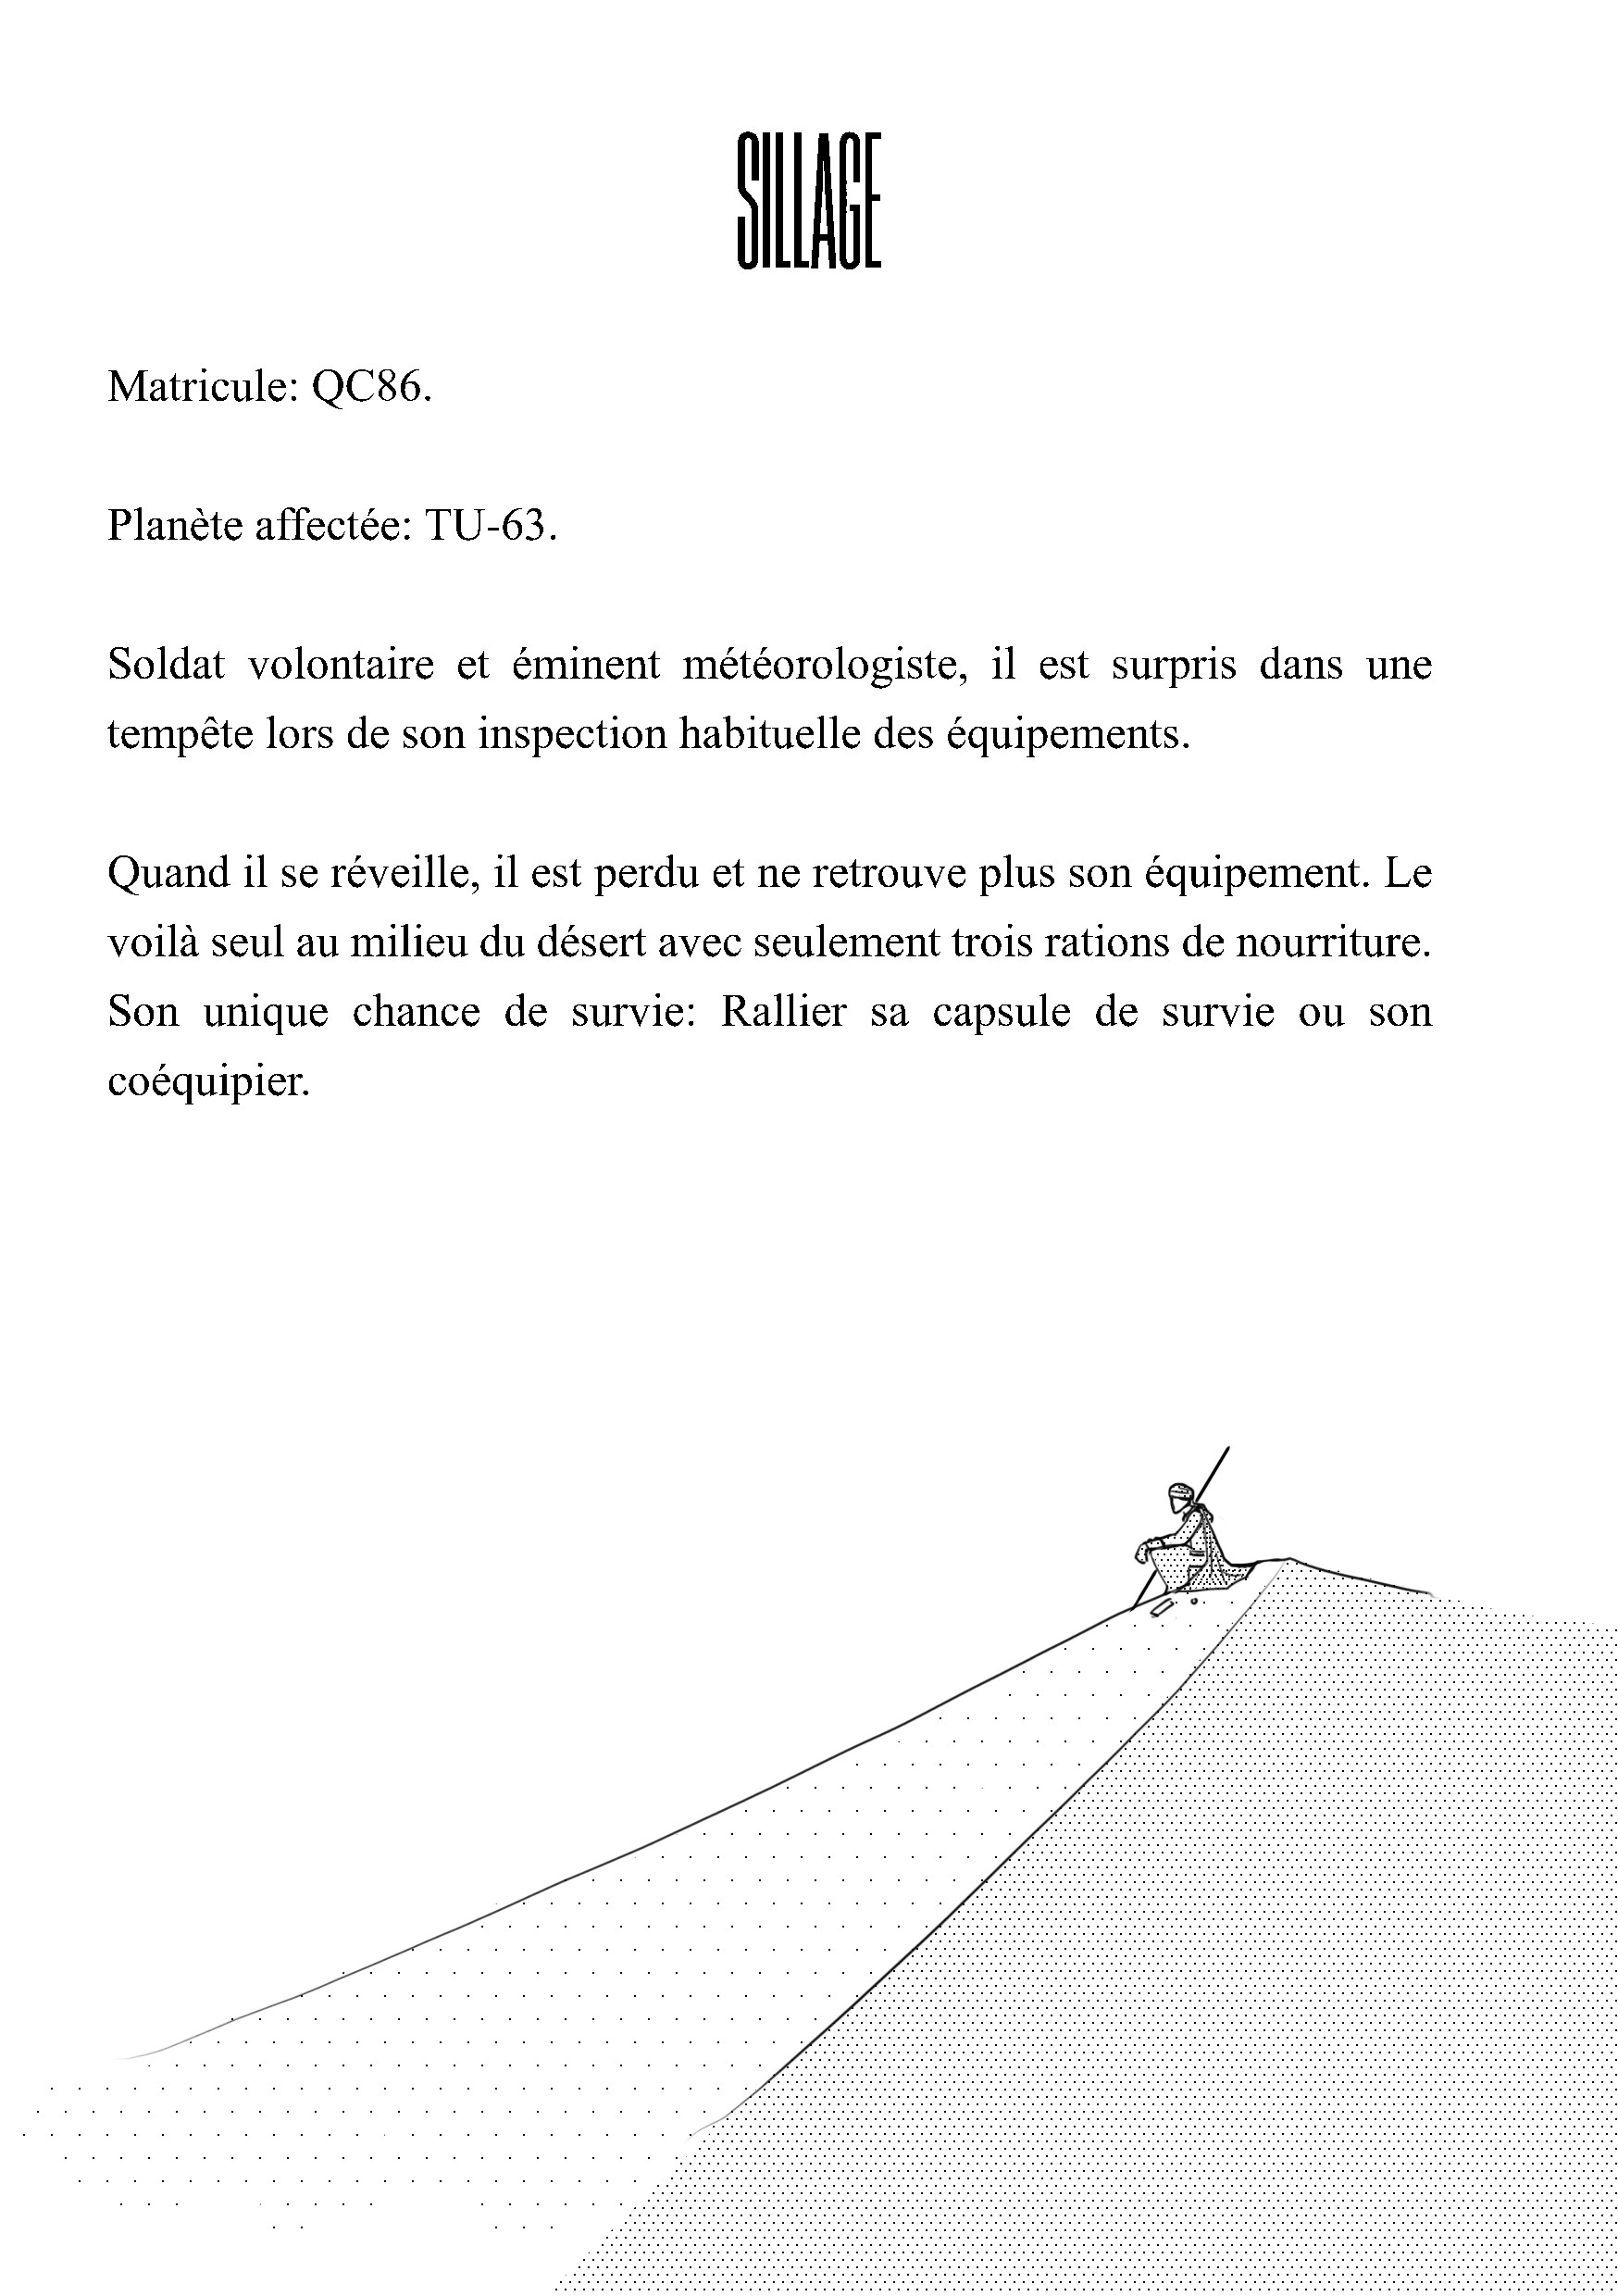 SILLAGE
Matricule: QC86.
Planète affectée: TU-63.
Soldat volontaire et éminent météorologiste, il est surpris dans une
tempête lors de son inspection habituelle des équipements.
Quand il se réveille, il est perdu et ne retrouve plus son équipement. Le
voilà seul au milieu du désert avec seulement trois rations de nourriture.
Son unique chance de survie: Rallier sa capsule de survie ou son
coéquipier.